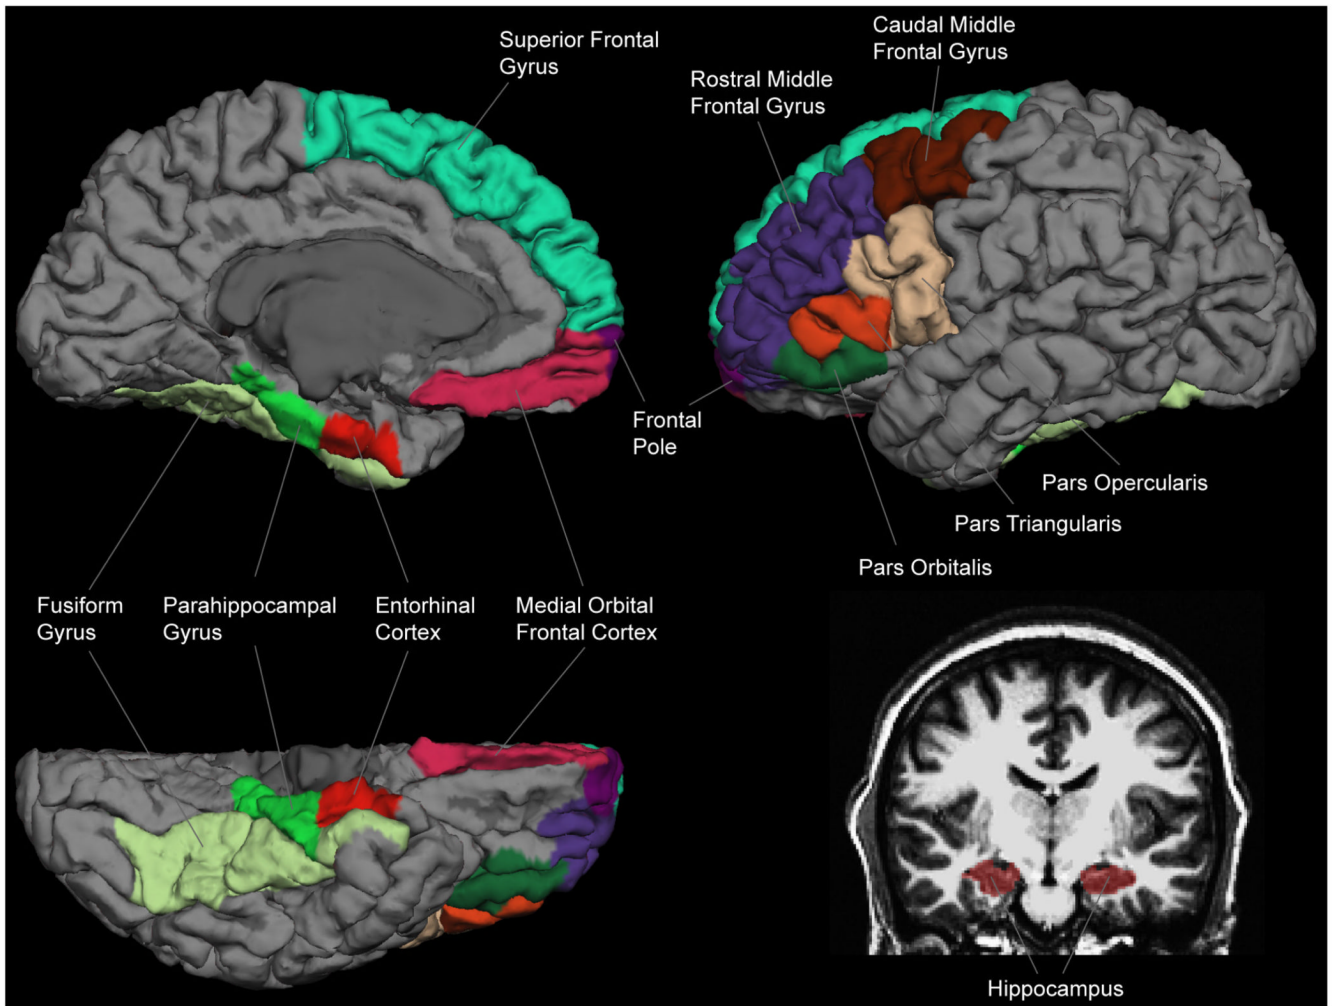 Superior Frontal
Gyrus
Caudal Middle
Frontal Gyrus
Rostral Middle
Frontal Gyrus
Frontal
Pole
Pars Opercularis
Pars Triangularis
Pars Orbitalis
Fusiform
Gyrus
Parahippocampal
Gyrus
Entorhinal
Cortex
Medial Orbital
Frontal Cortex
Hippocampus